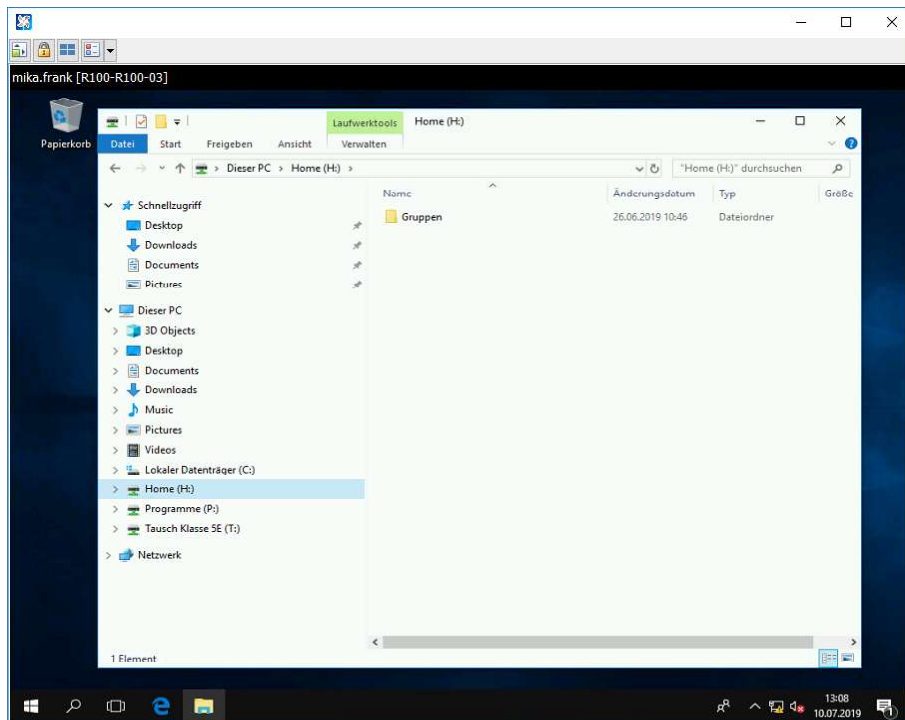 mika.frank [R100-R100-03]
Papierkorb
Laufwerktools
Home (H:)
Datei
Start
Freigeben
Ansicht
Verwalten
Dieser PC
Home (H:)
"Home (H:)" durchsuchen
Name
Änderungsdatum
Typ
Größe
Schnellzugriff
Desktop
Downloads
Documents
Pictures
Dieser PC
3D Objects
Desktop
Documents
Downloads
Music
Pictures
Videos
Lokaler Datenträger (C:)
Home (H:)
Programme (P:)
Tausch Klasse 5E (T:)
Netzwerk
Gruppen
26.06.2019 10:46
Dateiordner
1 Element
13:08
10.07.2019
1